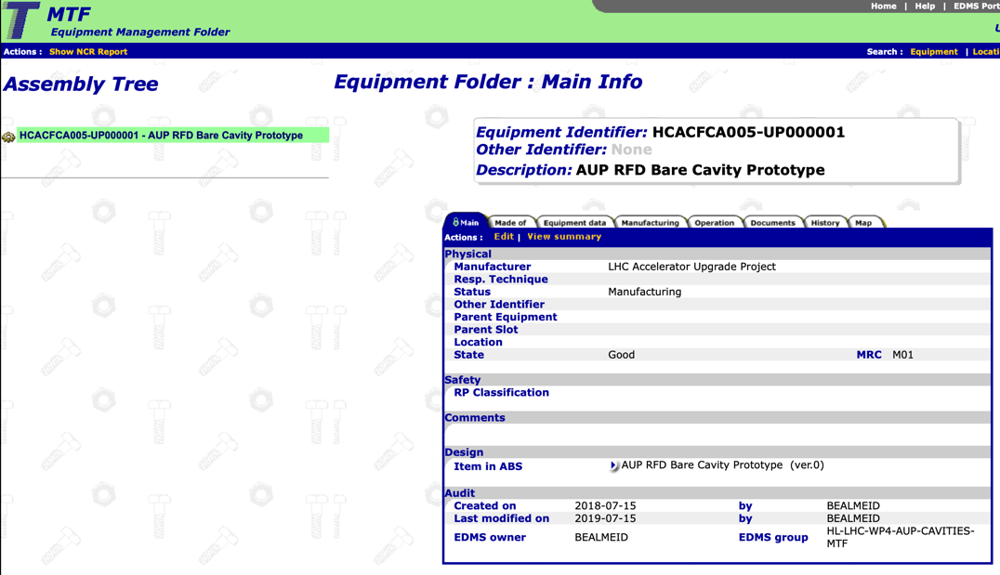 Home | Help | EDMS Port
MTF
Equipment Management Folder
Actions : Show NCR Report
Search : Equipment | Locati
Assembly Tree
Equipment Folder : Main Info
HCACFCA005-UP000001 - AUP RFD Bare Cavity Prototype
Equipment Identifier: HCACFCA005-UP000001
Other Identifier: None
Description: AUP RFD Bare Cavity Prototype
Main Made of Equipment data Manufacturing Operation Documents History Map
Actions : Edit | View summary
Physical
Manufacturer LHC Accelerator Upgrade Project
Resp. Technique
Status Manufacturing
Other Identifier
Parent Equipment
Parent Slot
Location
State Good MRC M01
Safety
RP Classification
Comments
Design
Item in ABS AUP RFD Bare Cavity Prototype (ver.0)
Audit
Created on 2018-07-15 by BEALMEID
Last modified on 2019-07-15 by BEALMEID
EDMS owner BEALMEID EDMS group HL-LHC-WP4-AUP-CAVITIES-
MTF